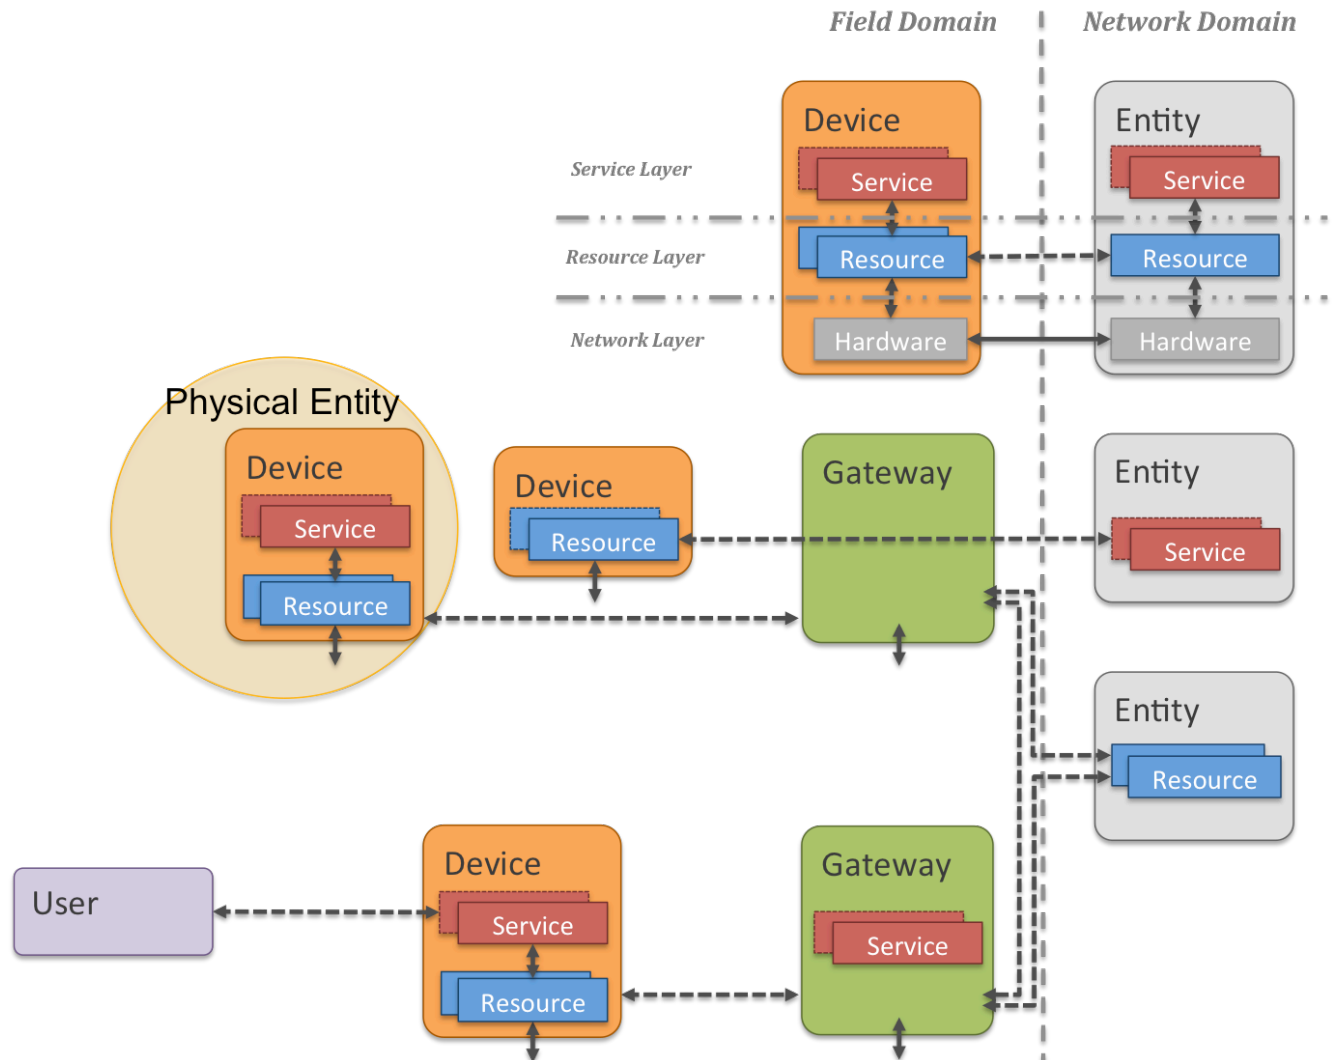 Field Domain
Network Domain
Device
Entity
Service Layer
Service
Service
Resource Layer
Resource
Resource
Network Layer
Hardware
Hardware
Physical Entity
Device
Service
Resource
Device
Resource
Gateway
Entity
Service
Entity
Resource
User
Device
Service
Resource
Gateway
Service